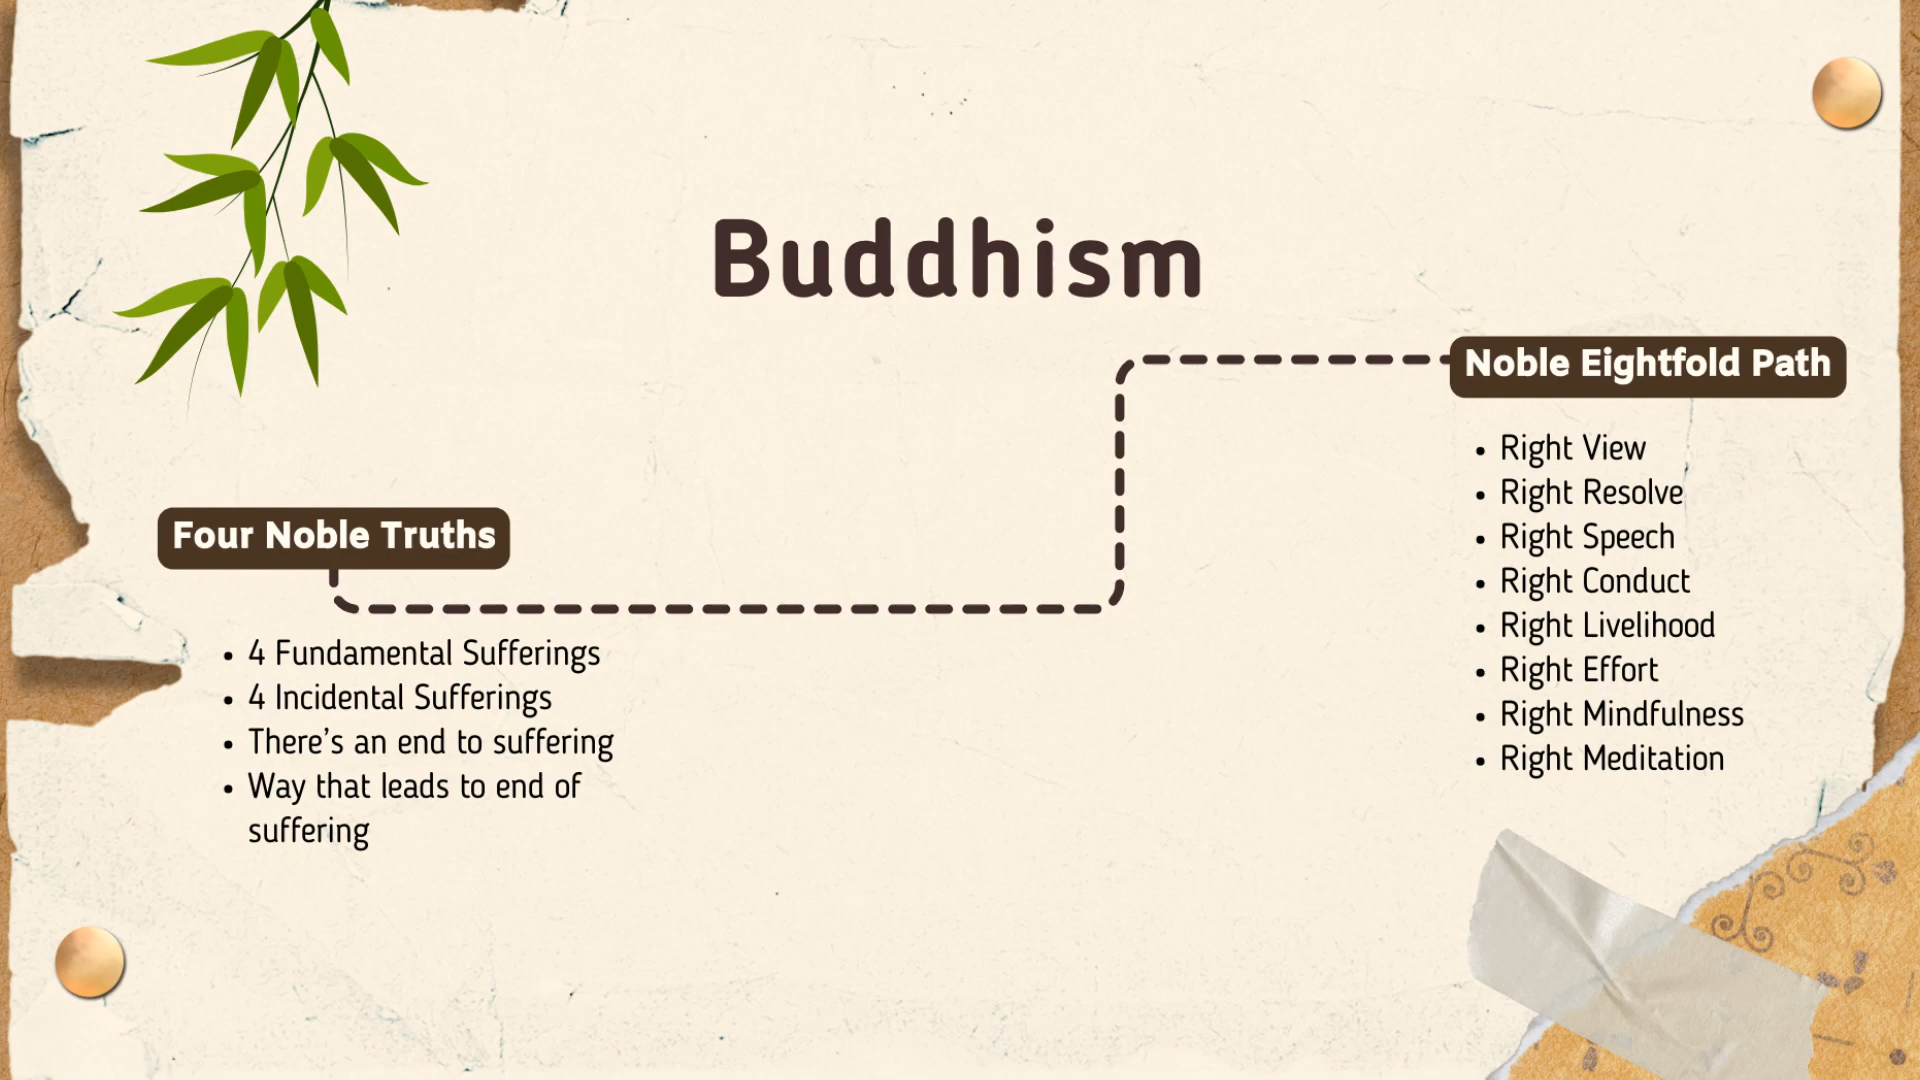 Buddhism
Four Noble Truths
• 4 Fundamental Sufferings
• 4 Incidental Sufferings
• There’s an end to suffering
• Way that leads to end of
suffering
Noble Eightfold Path
• Right View
• Right Resolve
• Right Speech
• Right Conduct
• Right Livelihood
• Right Effort
• Right Mindfulness
• Right Meditation